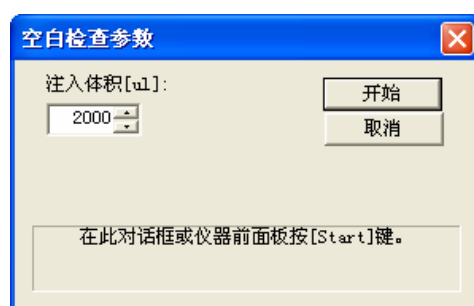 空白检查参数
注入体积[ul]:
2000
开始
取消
在此对话框或仪器前面板按[Start]键。